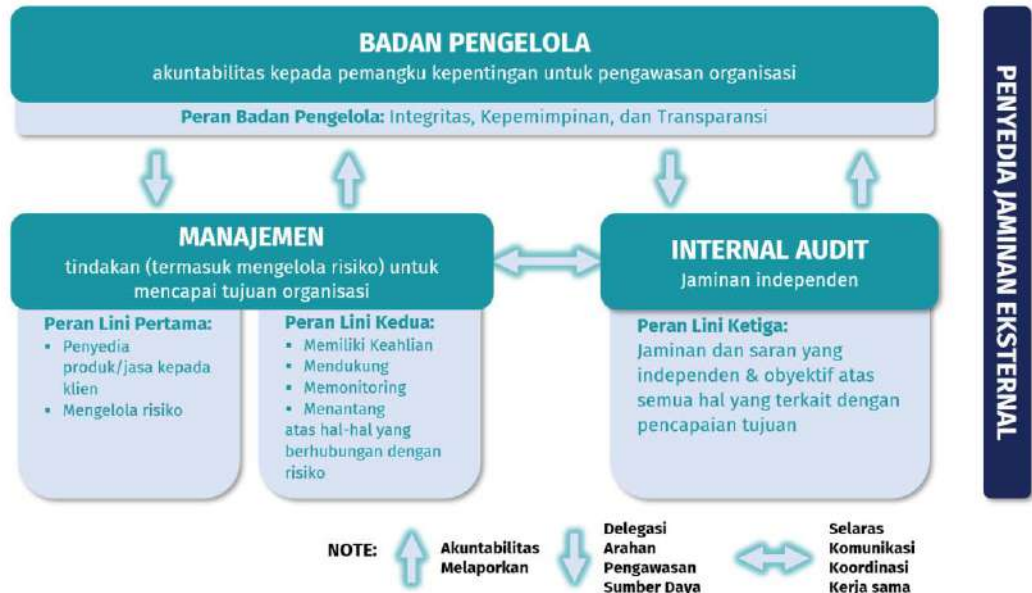 BADAN PENGELOLA
akuntabilitas kepada pemangku kepentingan untuk pengawasan organisasi
Peran Badan Pengelola: Integritas, Kepemimpinan, dan Transparansi
MANAJEMEN
tindakan (termasuk mengelola risiko) untuk
mencapai tujuan organisasi
Peran Lini Pertama:
▪ Penyedia
produk/jasa kepada
klien
▪ Mengelola risiko
Peran Lini Kedua:
▪ Memiliki Keahlian
▪ Mendukung
▪ Memonitoring
▪ Menantang
atas hal-hal yang
berhubungan dengan
risiko
INTERNAL AUDIT
Jaminan independen
Peran Lini Ketiga:
Jaminan dan saran yang
independen & obyektif atas
semua hal yang terkait dengan
pencapaian tujuan
PENYEDIA JAMINAN EKSTERNAL
NOTE:
Akuntabilitas
Melaporkan
Delegasi
Arahan
Pengawasan
Sumber Daya
Selaras
Komunikasi
Koordinasi
Kerja sama